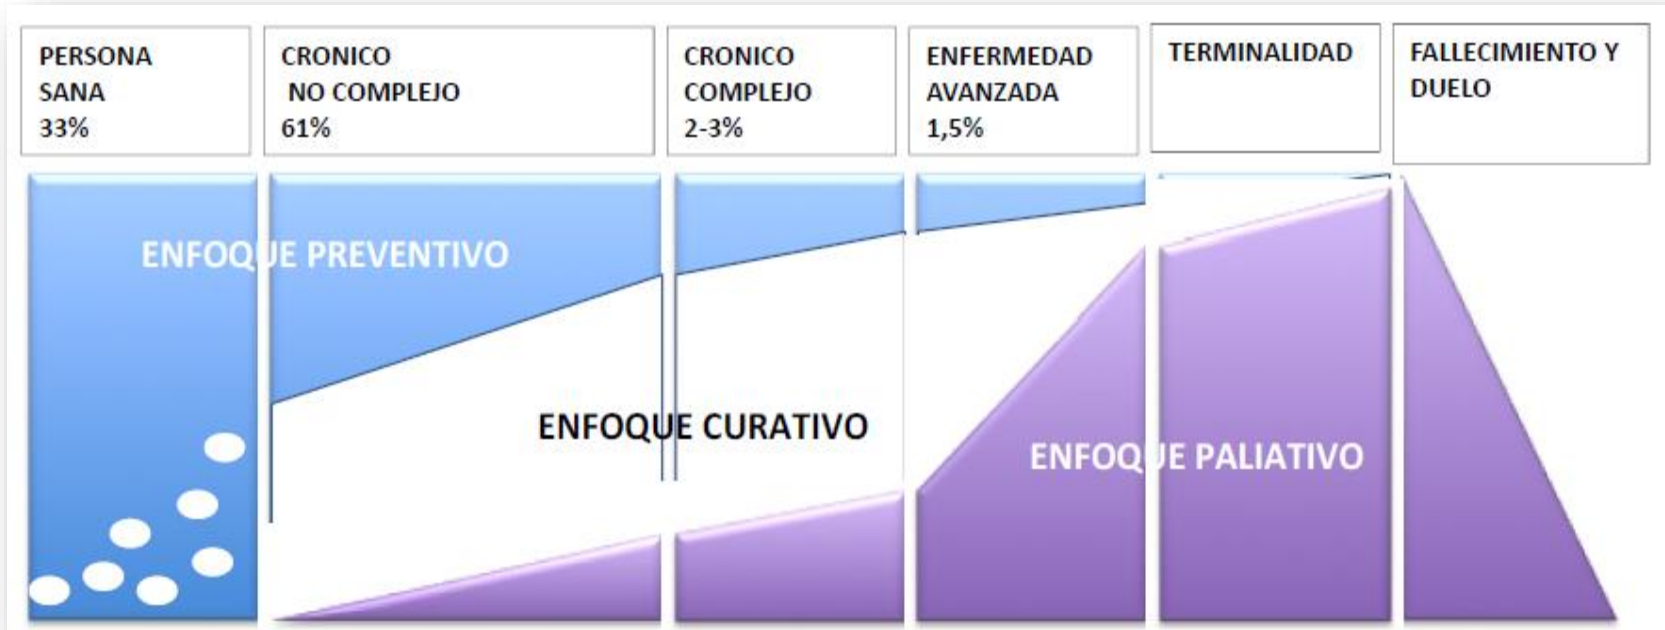 PERSONA
SANA
33%
CRONICO
NO COMPLEJO
61%
CRONICO
COMPLEJO
2-3%
ENFERMEDAD
AVANZADA
1,5%
TERMINALIDAD
FALLECIMIENTO Y
DUELO
ENFOQUE PREVENTIVO
ENFOQUE CURATIVO
ENFOQUE PALIATIVO